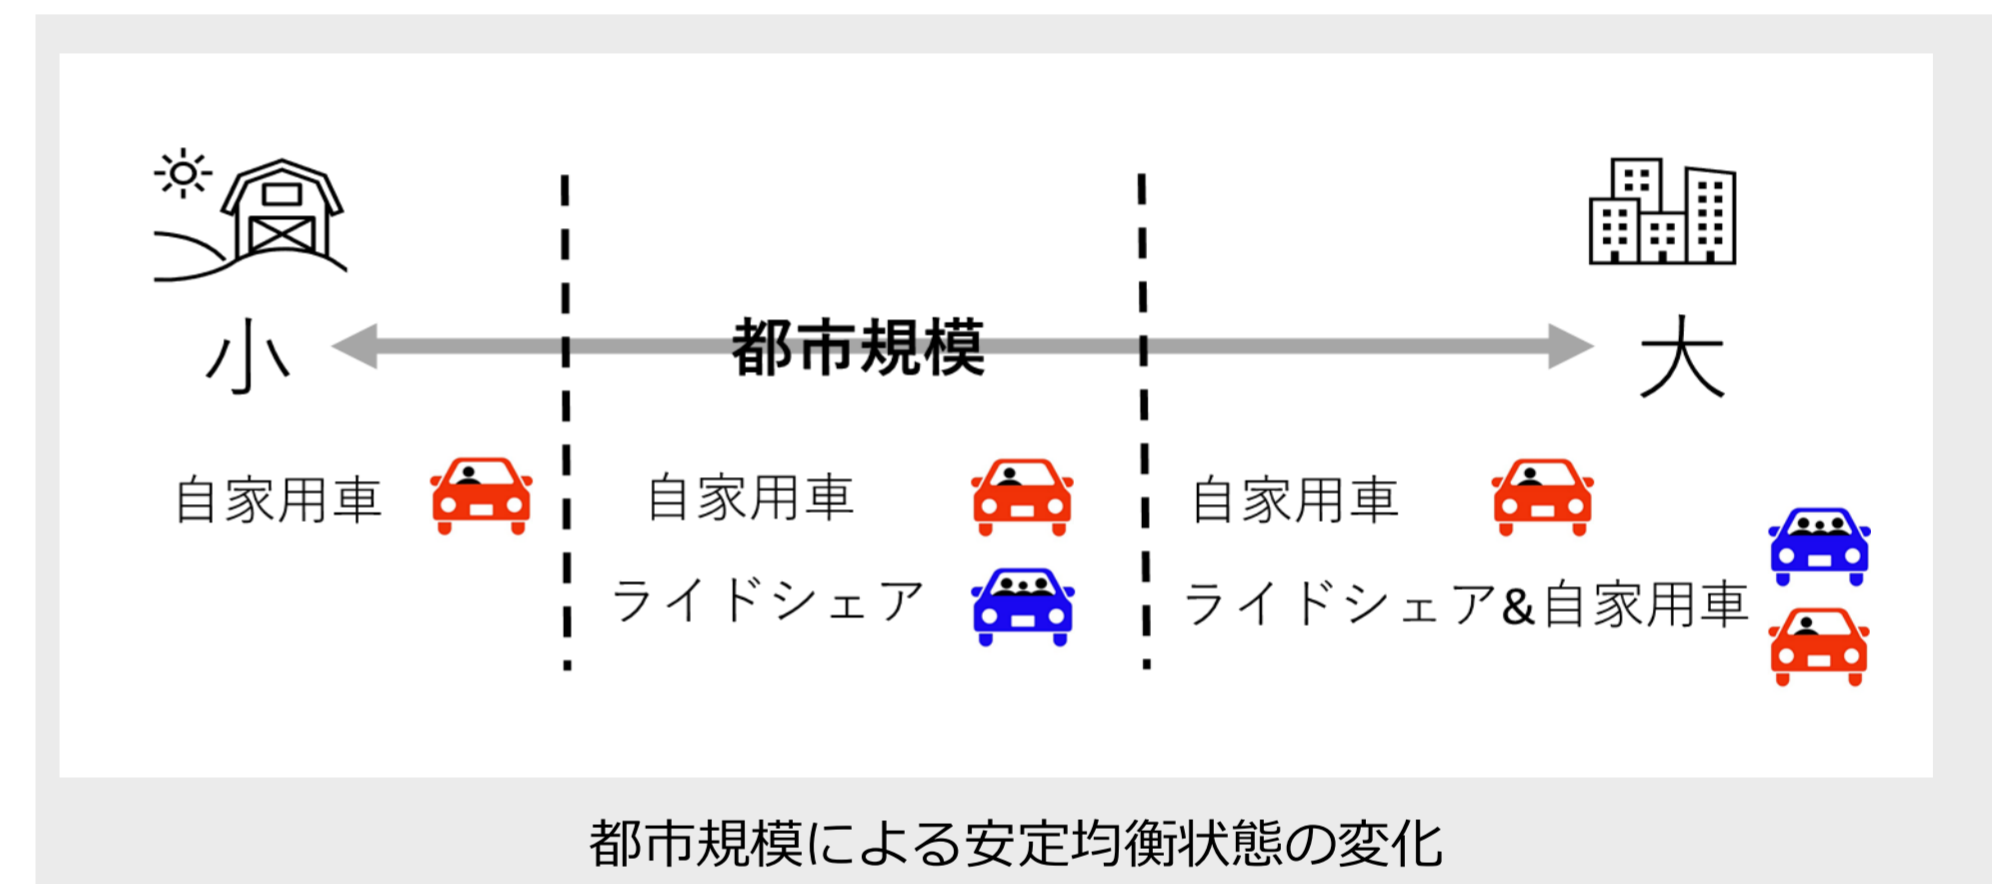 小
都市規模
大
自家用車
自家用車
ライドシェア
自家用車
ライドシェア&自家用車
都市規模による安定均衡状態の変化